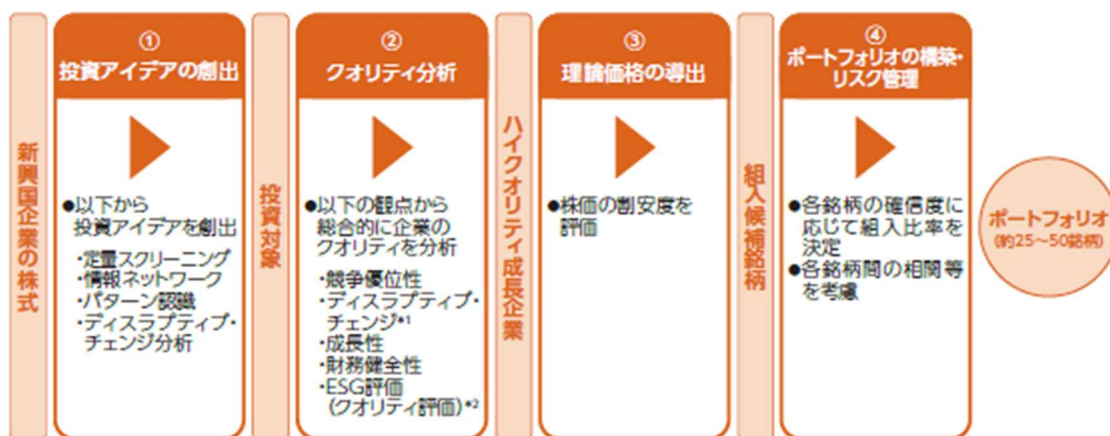 新興国企業の株式
①
投資アイデアの創出
●以下から
投資アイデアを創出
・定量スクリーニング
・情報ネットワーク
・パターン認識
・ディスラプティブ・
チェンジ分析
投資対象
②
クオリティ分析
●以下の観点から
総合的に企業の
クオリティを分析
・競争優位性
・ディスラプティブ・
チェンジ*1
・成長性
・財務健全性
・ESG評価
（クオリティ評価）*2
ハイクオリティ成長企業
③
理論価格の導出
●株価の割安度を
評価
組入候補銘柄
④
ポートフォリオの構築・
リスク管理
●各銘柄の確信度に
応じて組入比率を
決定
●各銘柄間の相関等
を考慮
ポートフォリオ
(約25～50銘柄)